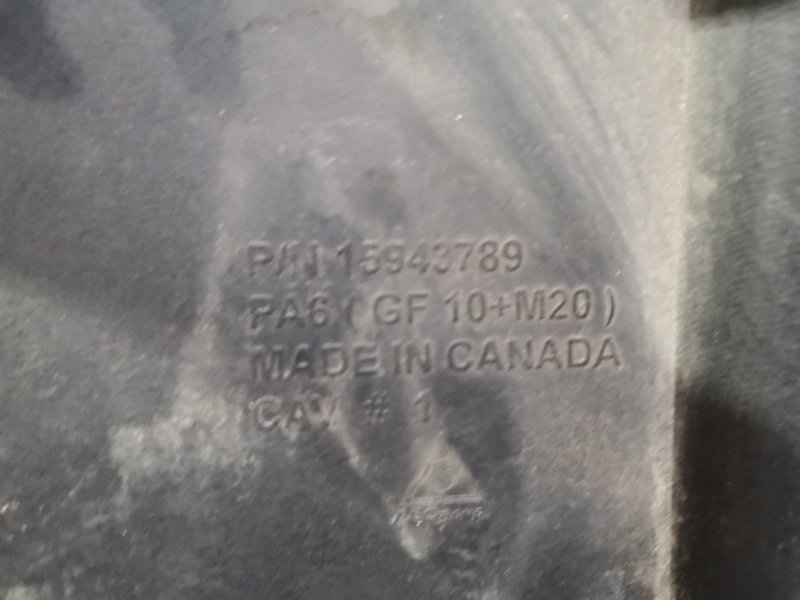 P/N 15943789
PA6 ( GF 10+M20 )
MADE IN CANADA
CAV # 1